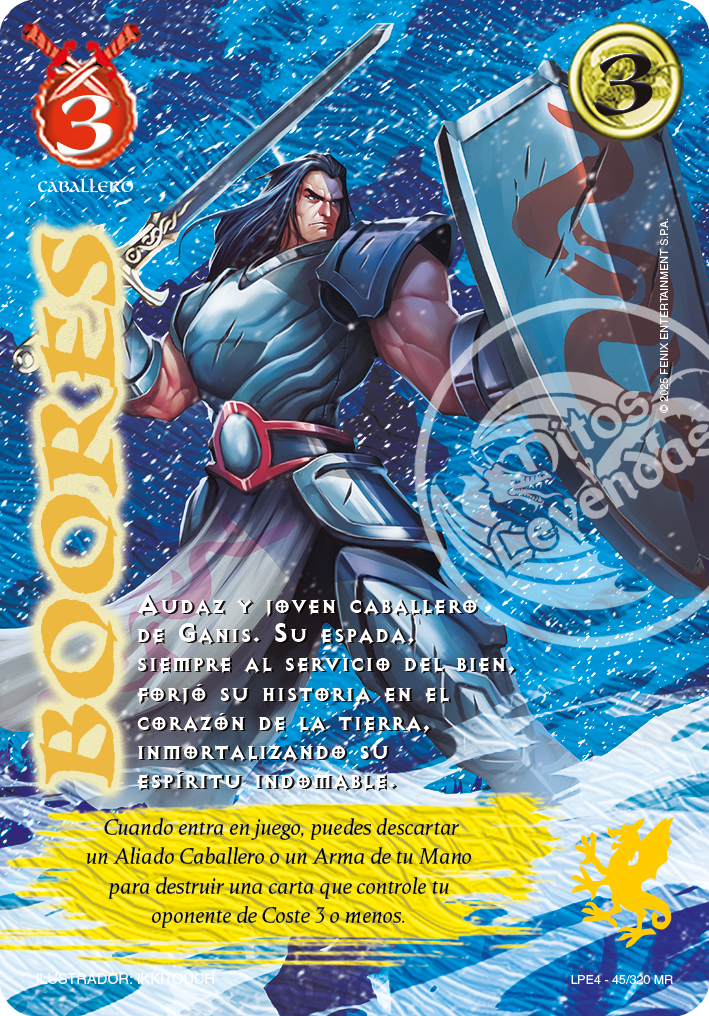 3
3
CABALLERO
BOORES
© 2025 FENIX ENTERTAINMENT S.P.A.
Mitos
y
Leyendas
Audaz y joven caballero
de Ganis. Su espada,
siempre al servicio del bien,
forjó su historia en el
corazón de la tierra,
inmortalizando su
espíritu indomable.
Cuando entra en juego, puedes descartar
un Aliado Caballero o un Arma de tu Mano
para destruir una carta que controle tu
oponente de Coste 3 o menos.
ILUSTRADOR: IKKITOUCH
LPE4 - 45/320 MR